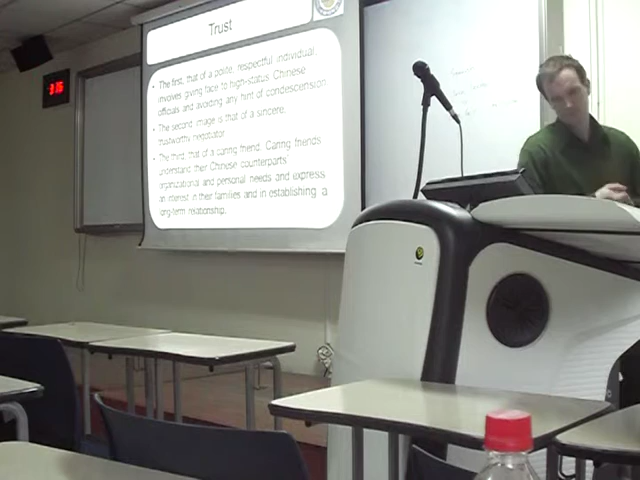 Trust
• The first, that of a polite, respectful individual,
involves giving face to high-status Chinese
officials and avoiding any hint of condescension
• The second image is that of a sincere,
trustworthy negotiator.
• The third, that of a caring friend. Caring friends
understand their Chinese counterparts'
organizational and personal needs and express
an interest in their families and in establishing a
long-term relationship.